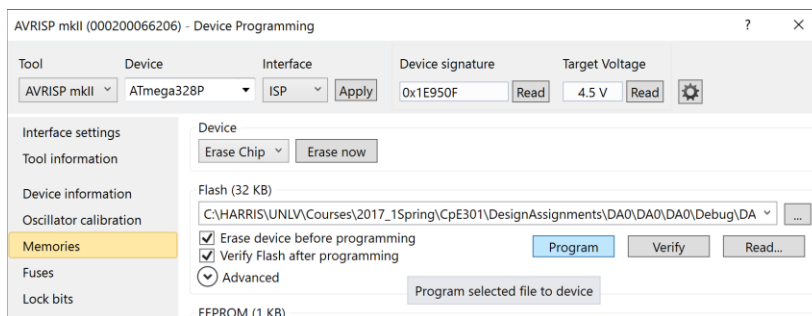 AVRISP mkII (000200066206) - Device Programming ? ×
Tool Device Interface Device signature Target Voltage
AVRISP mkII ATmega328P ISP Apply 0x1E950F Read 4.5 V Read
Interface settings
Tool information
Device information
Oscillator calibration
Memories
Fuses
Lock bits
Device
Erase Chip Erase now
Flash (32 KB)
C:\HARRIS\UNLV\Courses\2017_1Spring\CpE301\DesignAssignments\DA0\DA0\DA0\Debug\DA ...
Erase device before programming
Verify Flash after programming
Program Verify Read...
Advanced
Program selected file to device
EEPROM (1 KB)